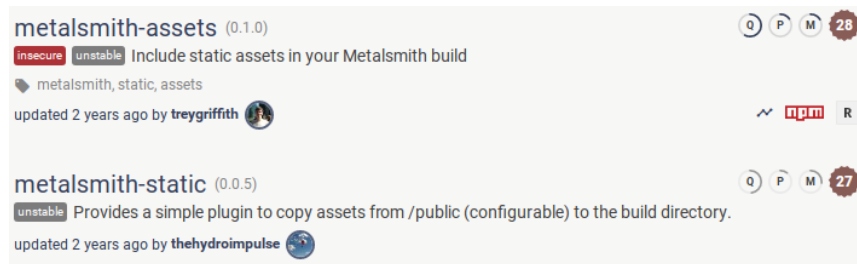 metalsmith-assets (0.1.0) Q P M 28
insecure unstable Include static assets in your Metalsmith build
metalsmith, static, assets
updated 2 years ago by treygriffith npm R
metalsmith-static (0.0.5) Q P M 27
unstable Provides a simple plugin to copy assets from /public (configurable) to the build directory.
updated 2 years ago by thehydroimpulse